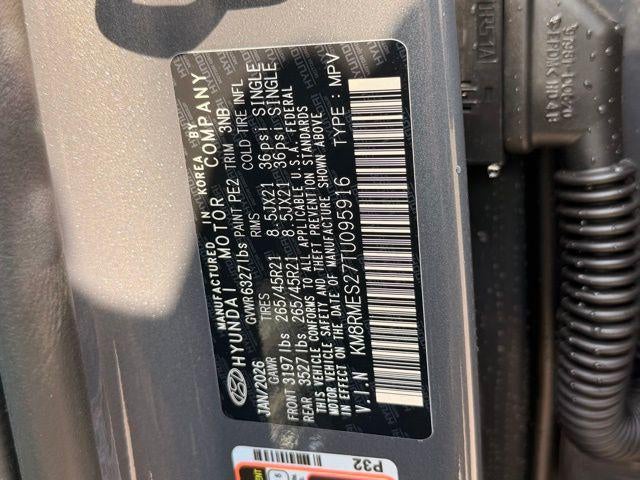 MANUFACTURED IN KOREA BY
HYUNDAI MOTOR COMPANY
JAN/2026 GVWR 6327 lbs PAINT PE2 TRIM 3NB
GAWR TIRES RIMS COLD TIRE INFL
FRONT 3197 lbs 265/45R21 8.5JX21 36psi SINGLE
REAR 3527 lbs 265/45R21 8.5JX21 36psi SINGLE
THIS VEHICLE CONFORMS TO ALL APPLICABLE U.S.A. FEDERAL
MOTOR VEHICLE SAFETY AND THEFT PREVENTION STANDARDS
IN EFFECT ON THE DATE OF MANUFACTURE SHOWN ABOVE
V.I.N KM8RMES27TU095916 TYPE : MPV
P32